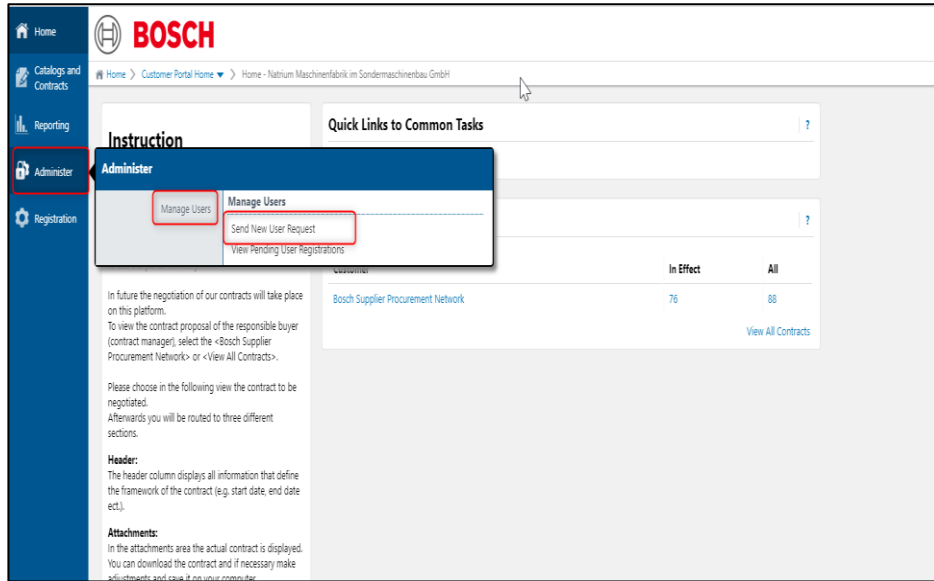 Home
Catalogs and
Contracts
Reporting
Administer
Registration
BOSCH
Home > Customer Portal Home > Home - Natrium Maschinenfabrik im Sondermaschinenbau GmbH
Instruction
Quick Links to Common Tasks
?
Administer
Manage Users
Manage Users
Send New User Request
View Pending User Registrations
?
Customer
In Effect
All
Bosch Supplier Procurement Network
76
88
View All Contracts
In future the negotiation of our contracts will take place
on this platform.
To view the contract proposal of the responsible buyer
(contract manager), select the <Bosch Supplier
Procurement Network> or <View All Contracts>.
Please choose in the following view the contract to be
negotiated.
Afterwards you will be routed to three different
sections.
Header:
The header column displays all information that define
the framework of the contract (e.g. start date, end date
ect.).
Attachments:
In the attachments area the actual contract is displayed.
You can download the contract and if necessary make
adjustments and save it on your computer